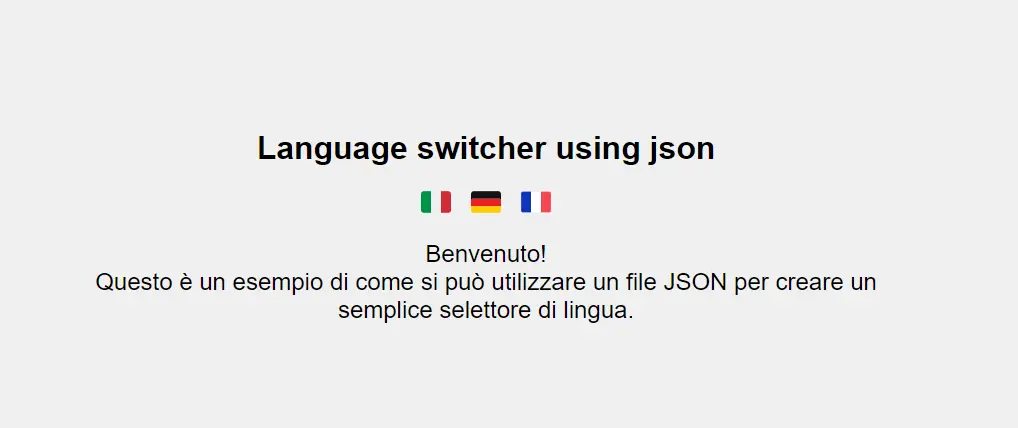 Language switcher using json
Benvenuto!
Questo è un esempio di come si può utilizzare un file JSON per creare un
semplice selettore di lingua.